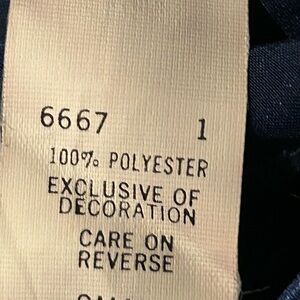 6667 1
100% POLYESTER
EXCLUSIVE OF
DECORATION
CARE ON
REVERSE